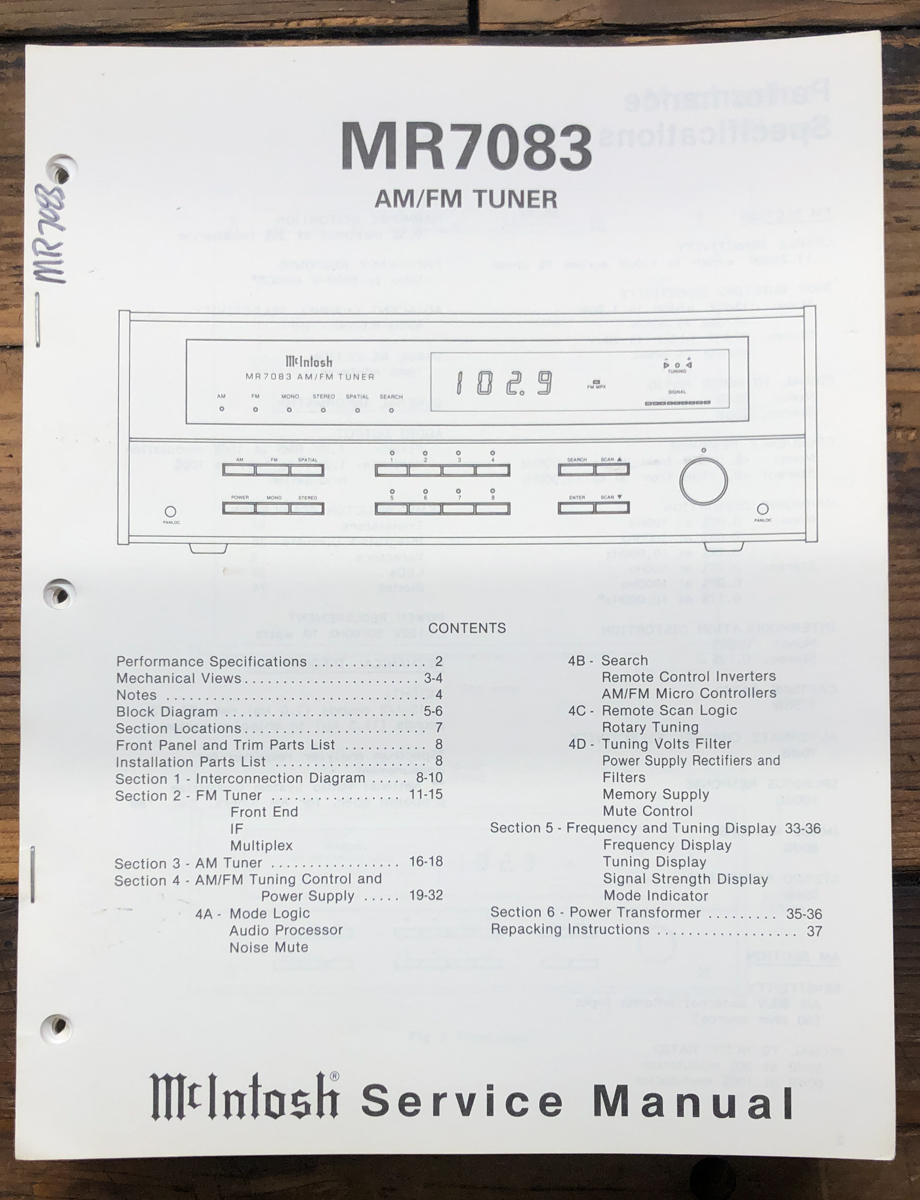 MR7083
AM/FM TUNER
MR 7083
McIntosh
MR7083 AM/FM TUNER
AM FM MONO STEREO SPATIAL SEARCH
102.9
FM MPX
- +
TUNING
SIGNAL
AM FM SPATIAL
1 2 3 4
SEARCH SCAN ▲
POWER MONO STEREO
5 6 7 8
ENTER SCAN ▼
PANLOC
PANLOC
CONTENTS
Performance Specifications . . . . . . . . . . . . . . 2
Mechanical Views . . . . . . . . . . . . . . . . . . . . . . 3-4
Notes . . . . . . . . . . . . . . . . . . . . . . . . . . . . . . . . 4
Block Diagram . . . . . . . . . . . . . . . . . . . . . . . . 5-6
Section Locations . . . . . . . . . . . . . . . . . . . . . . . 7
Front Panel and Trim Parts List . . . . . . . . . . 8
Installation Parts List . . . . . . . . . . . . . . . . . . . . 8
Section 1 - Interconnection Diagram . . . . . 8-10
Section 2 - FM Tuner . . . . . . . . . . . . . . . . . 11-15
Front End
IF
Multiplex
Section 3 - AM Tuner . . . . . . . . . . . . . . . . . 16-18
Section 4 - AM/FM Tuning Control and
Power Supply . . . . . 19-32
4A - Mode Logic
Audio Processor
Noise Mute
4B - Search
Remote Control Inverters
AM/FM Micro Controllers
4C - Remote Scan Logic
Rotary Tuning
4D - Tuning Volts Filter
Power Supply Rectifiers and
Filters
Memory Supply
Mute Control
Section 5 - Frequency and Tuning Display 33-36
Frequency Display
Tuning Display
Signal Strength Display
Mode Indicator
Section 6 - Power Transformer . . . . . . . . . 35-36
Repacking Instructions . . . . . . . . . . . . . . . . . . 37
McIntosh® Service Manual